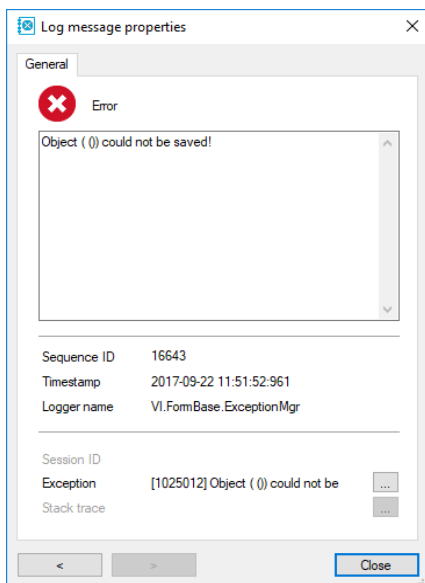 Log message properties
General
Error
Object ( ()) could not be saved!
Sequence ID 16643
Timestamp 2017-09-22 11:51:52:961
Logger name VI.FormBase.ExceptionMgr
Session ID
Exception [1025012] Object ( ()) could not be ...
Stack trace ...
< > Close